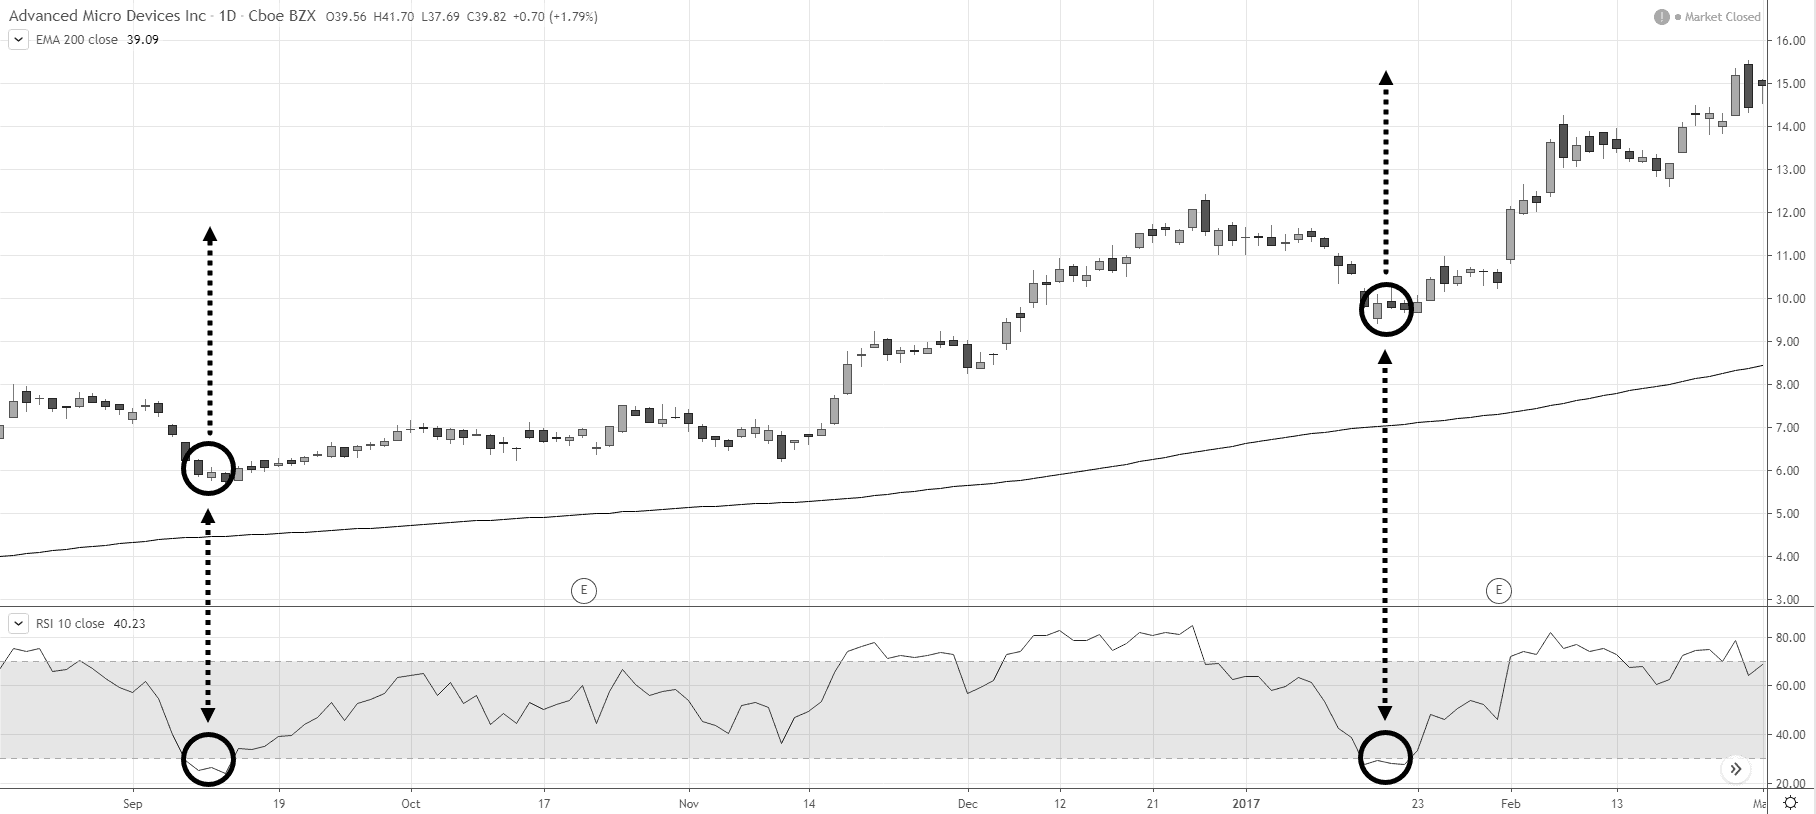 Advanced Micro Devices Inc · 1D · Cboe BZX O39.56 H41.70 L37.69 C39.82 +0.70 (+1.79%)
! Market Closed
EMA 200 close 39.09
16.00
15.00
14.00
13.00
12.00
11.00
10.00
9.00
8.00
7.00
6.00
5.00
4.00
3.00
E
E
RSI 10 close 40.23
80.00
60.00
40.00
20.00
Sep 19 Oct 17 Nov 14 Dec 12 21 2017 23 Feb 13 Ma